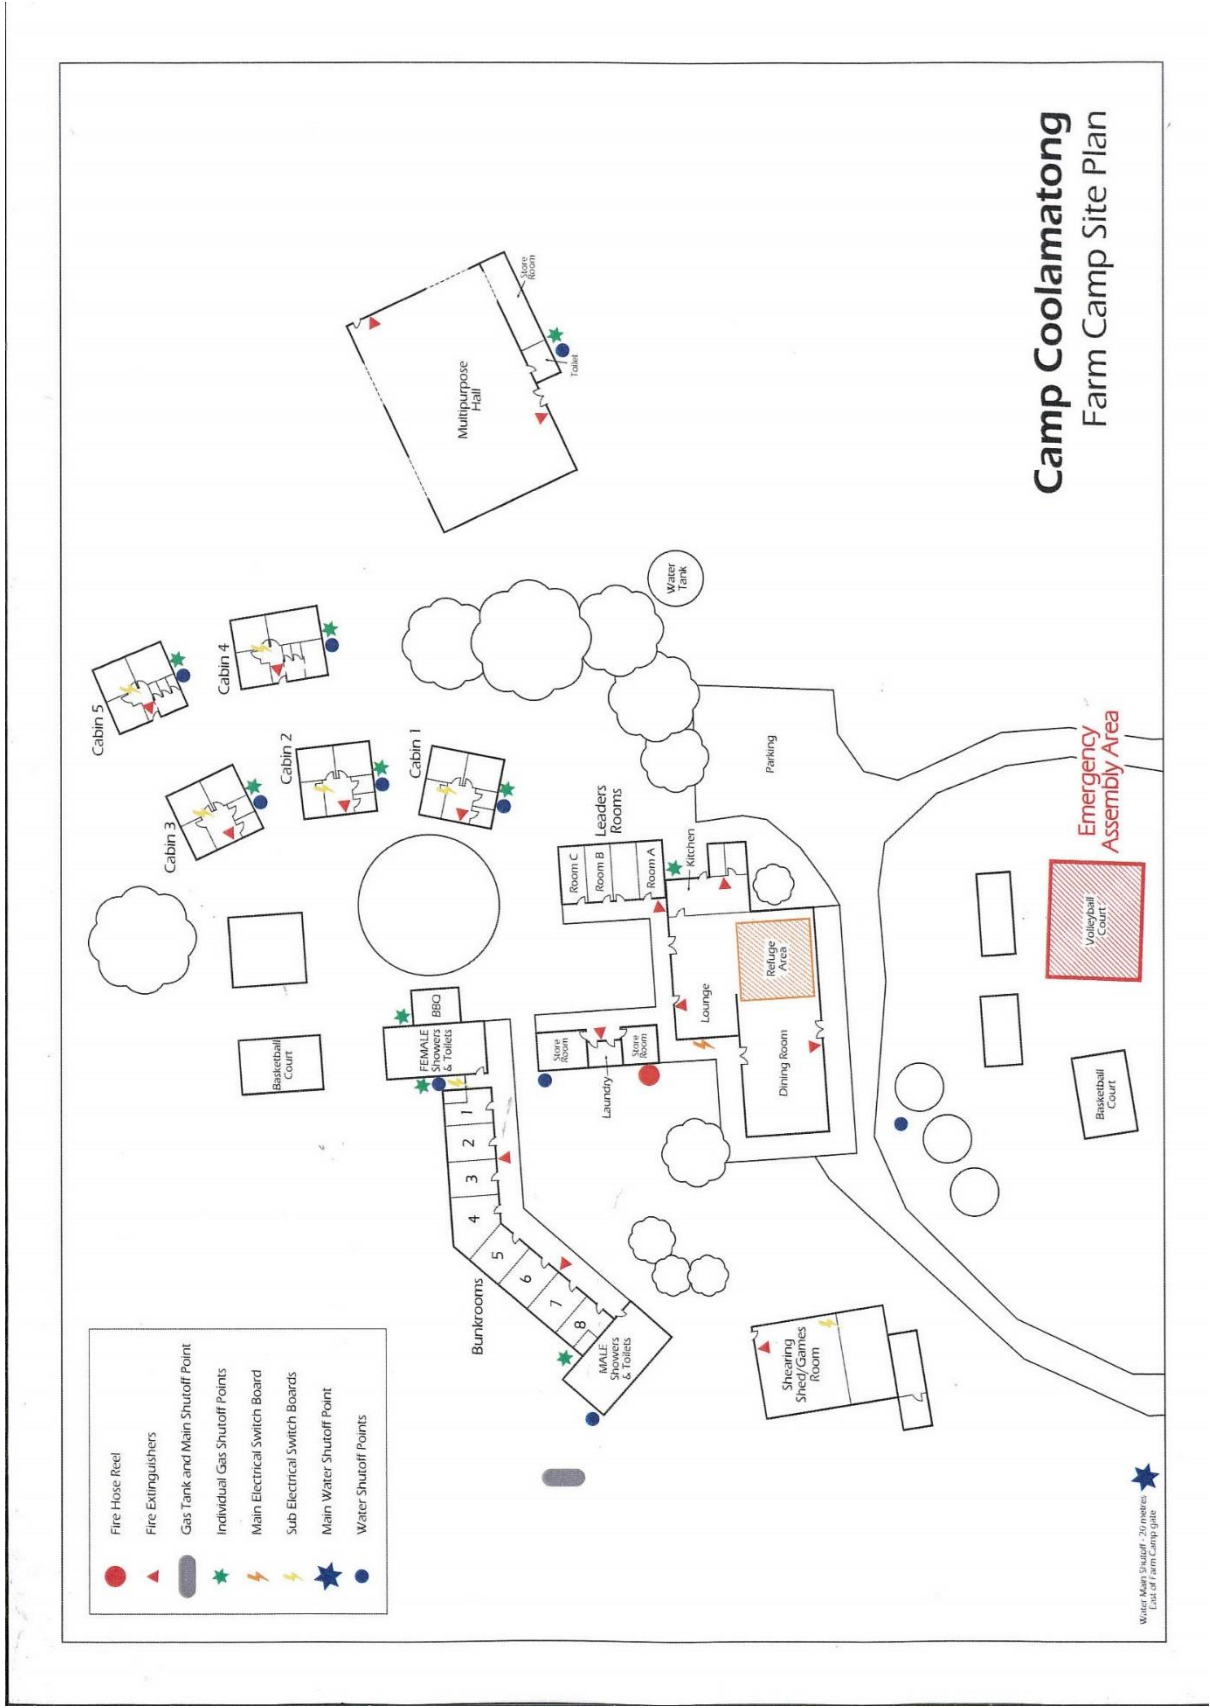 Camp Coolamatong
Farm Camp Site Plan
Fire Hose Reel
Fire Extinguishers
Gas Tank and Main Shutoff Point
Individual Gas Shutoff Points
Main Electrical Switch Board
Sub Electrical Switch Boards
Main Water Shutoff Point
Water Shutoff Points
Cabin 5
Cabin 4
Cabin 3
Cabin 2
Cabin 1
Multipurpose
Hall
Store
Room
Toilet
Water
Tank
Basketball
Court
BBQ
FEMALE
Showers
& Toilets
1
2
3
4
5
6
7
8
Bunkrooms
MALE
Showers
& Toilets
Leaders
Rooms
Room C
Room B
Room A
Kitchen
Parking
Store
Room
Store
Room
Laundry
Lounge
Refuge
Area
Dining Room
Shearing
Shed/Games
Room
Emergency
Assembly Area
Volleyball
Court
Basketball
Court
Water Main Shutoff - 20 metres
East of Farm Camp gate